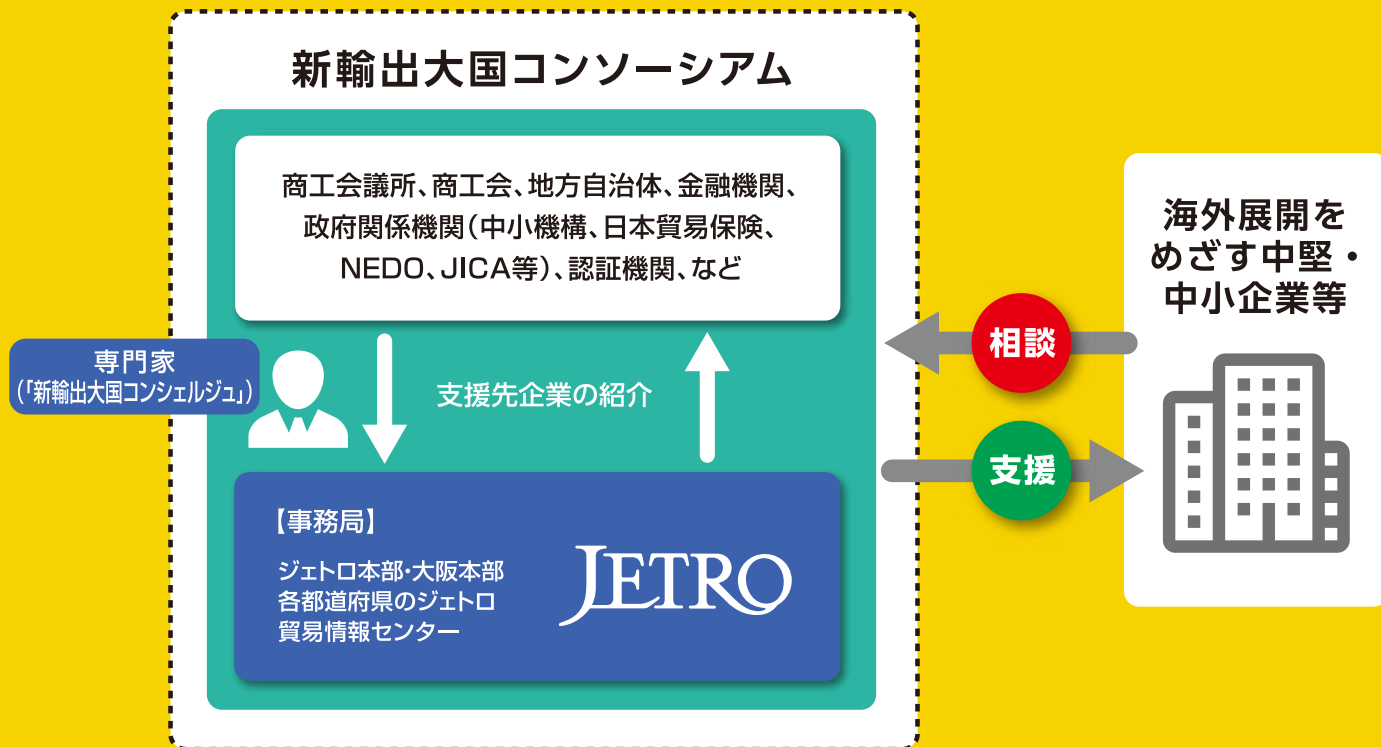 新輸出大国コンソーシアム
商工会議所、商工会、地方自治体、金融機関、
政府関係機関（中小機構、日本貿易保険、
NEDO、JICA等）、認証機関、など
専門家
（「新輸出大国コンシェルジュ」）
支援先企業の紹介
【事務局】
ジェトロ本部・大阪本部
各都道府県のジェトロ
貿易情報センター
JETRO
相談
支援
海外展開を
めざす中堅・
中小企業等